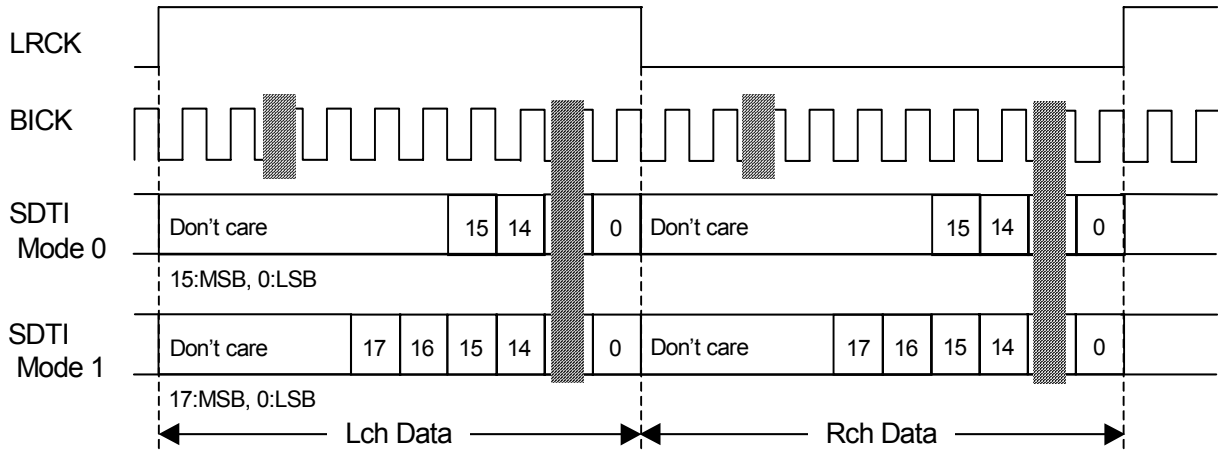 LRCK
BICK
SDTI
Mode 0
Don't care 15 14 0 Don't care 15 14 0
15:MSB, 0:LSB
SDTI
Mode 1
Don't care 17 16 15 14 0 Don't care 17 16 15 14 0
17:MSB, 0:LSB
Lch Data Rch Data